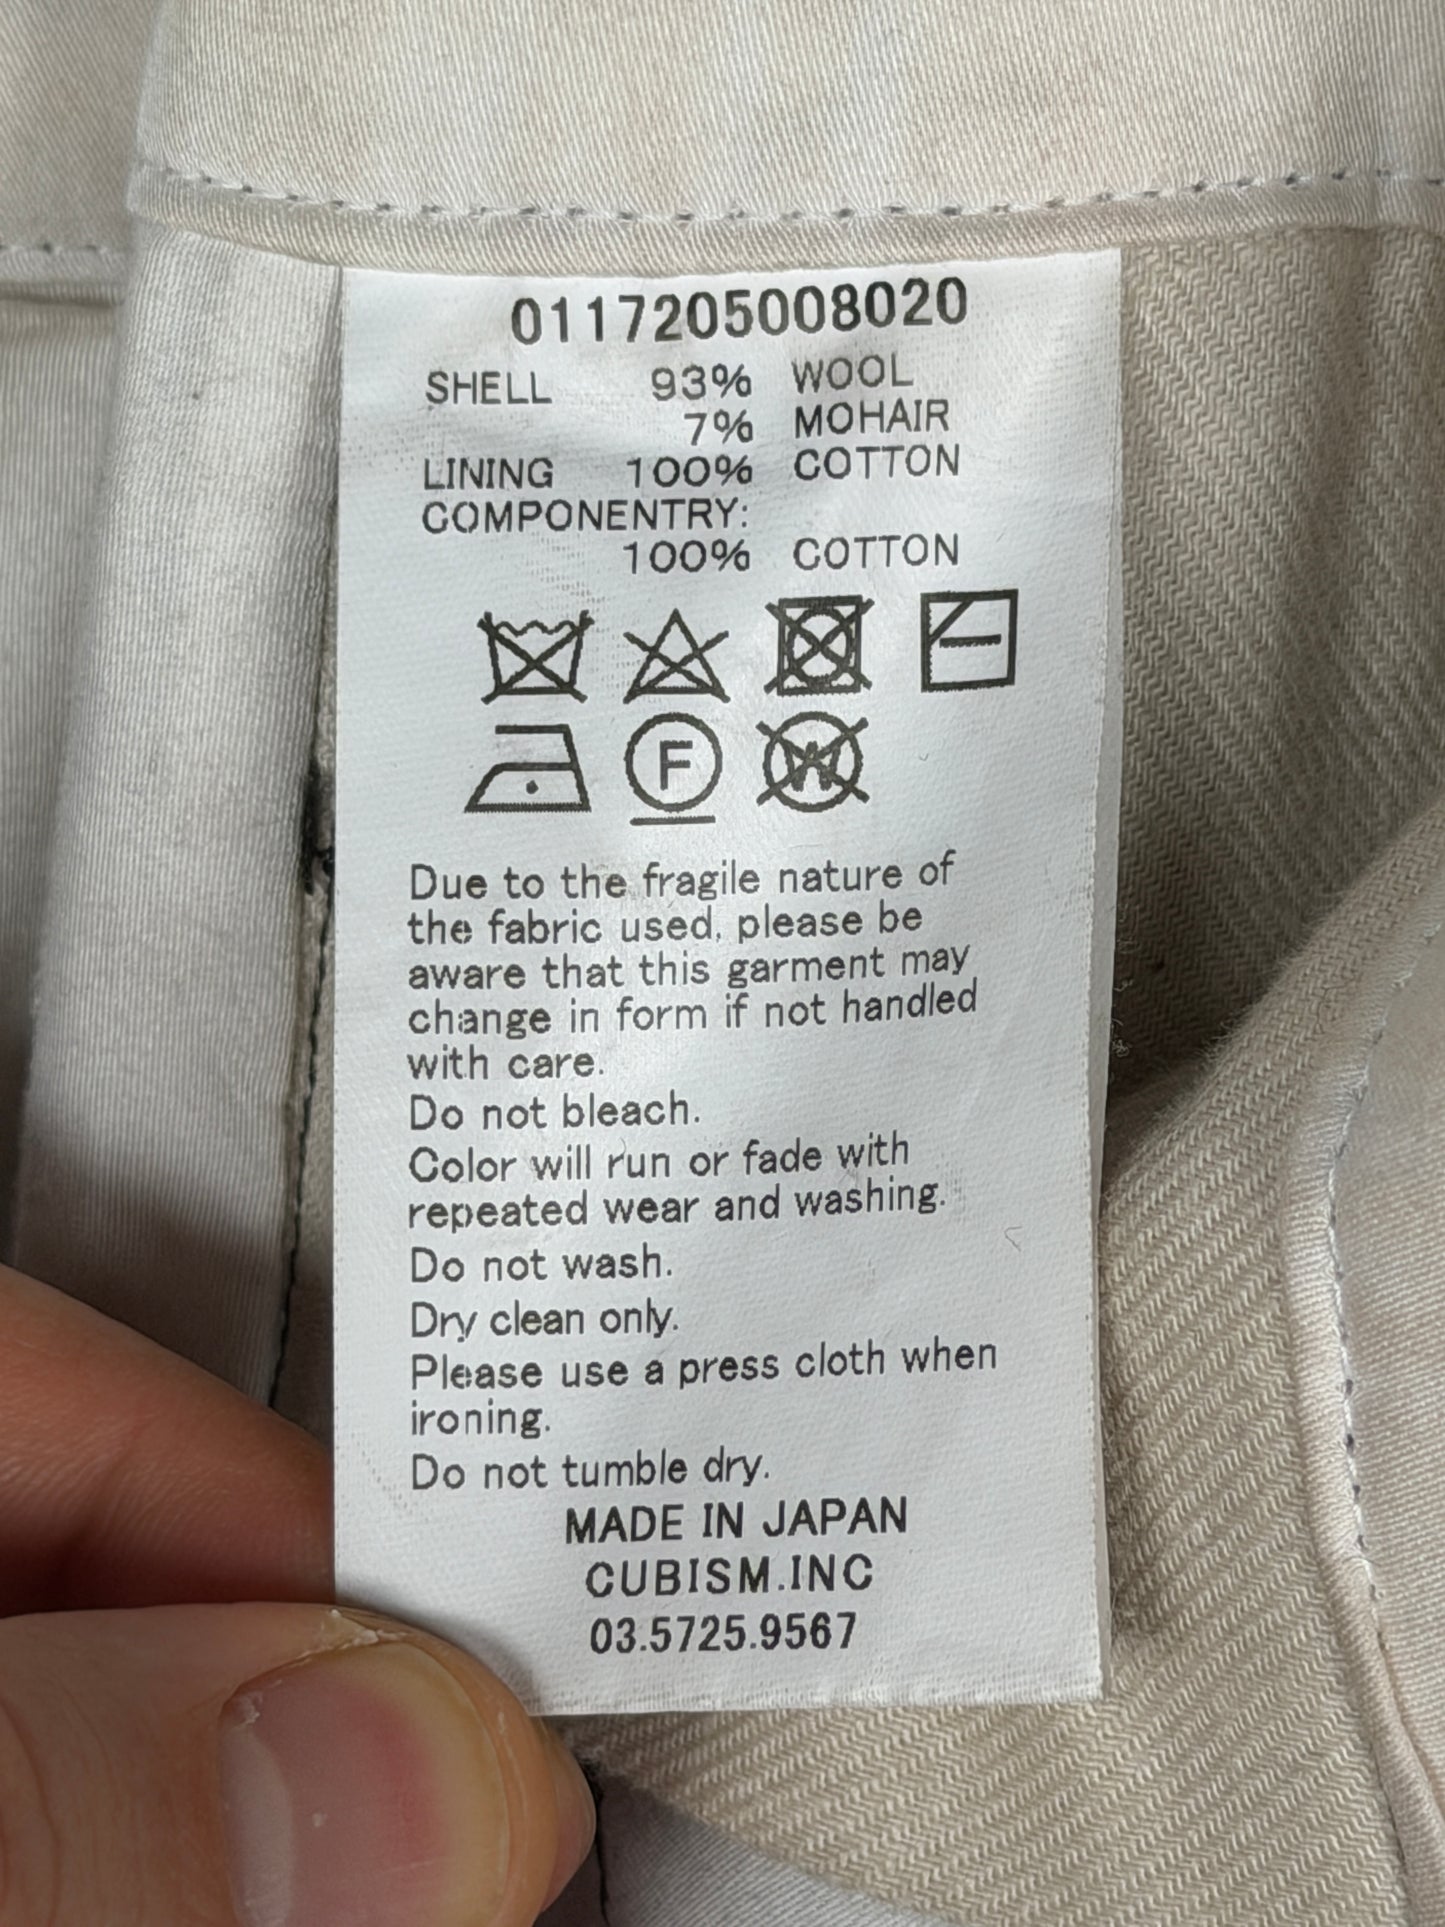 0117205008020
SHELL 93% WOOL
7% MOHAIR
LINING 100% COTTON
COMPONENTRY:
100% COTTON
F W
Due to the fragile nature of
the fabric used, please be
aware that this garment may
change in form if not handled
with care.
Do not bleach.
Color will run or fade with
repeated wear and washing.
Do not wash.
Dry clean only.
Please use a press cloth when
ironing.
Do not tumble dry.
MADE IN JAPAN
CUBISM.INC
03.5725.9567